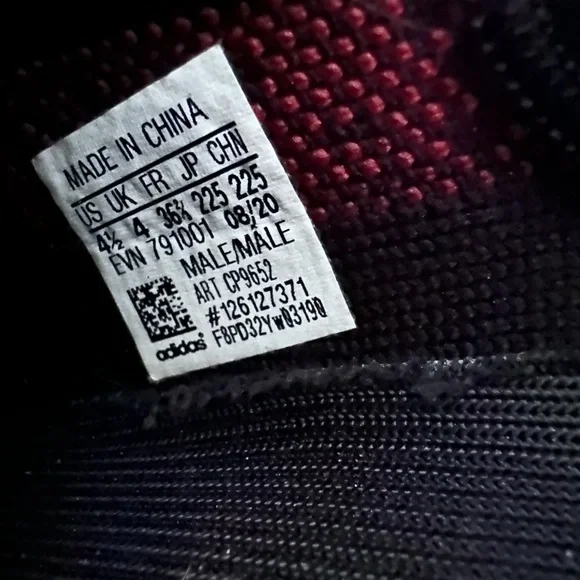 MADE IN CHINA
US UK FR JP CHN
4½ 4 36⅔ 225 225
EVN 791001 08/20
MALE/MALE
ART CP9652
#126127371
F8PD32YW03190
adidas